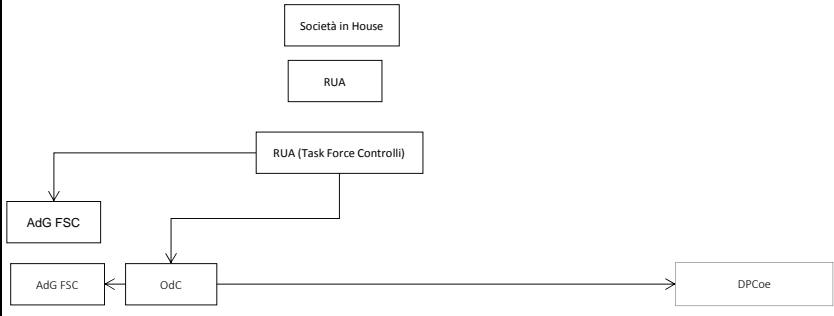 Società in House
RUA
RUA (Task Force Controlli)
AdG FSC
AdG FSC
OdC
DPCoe